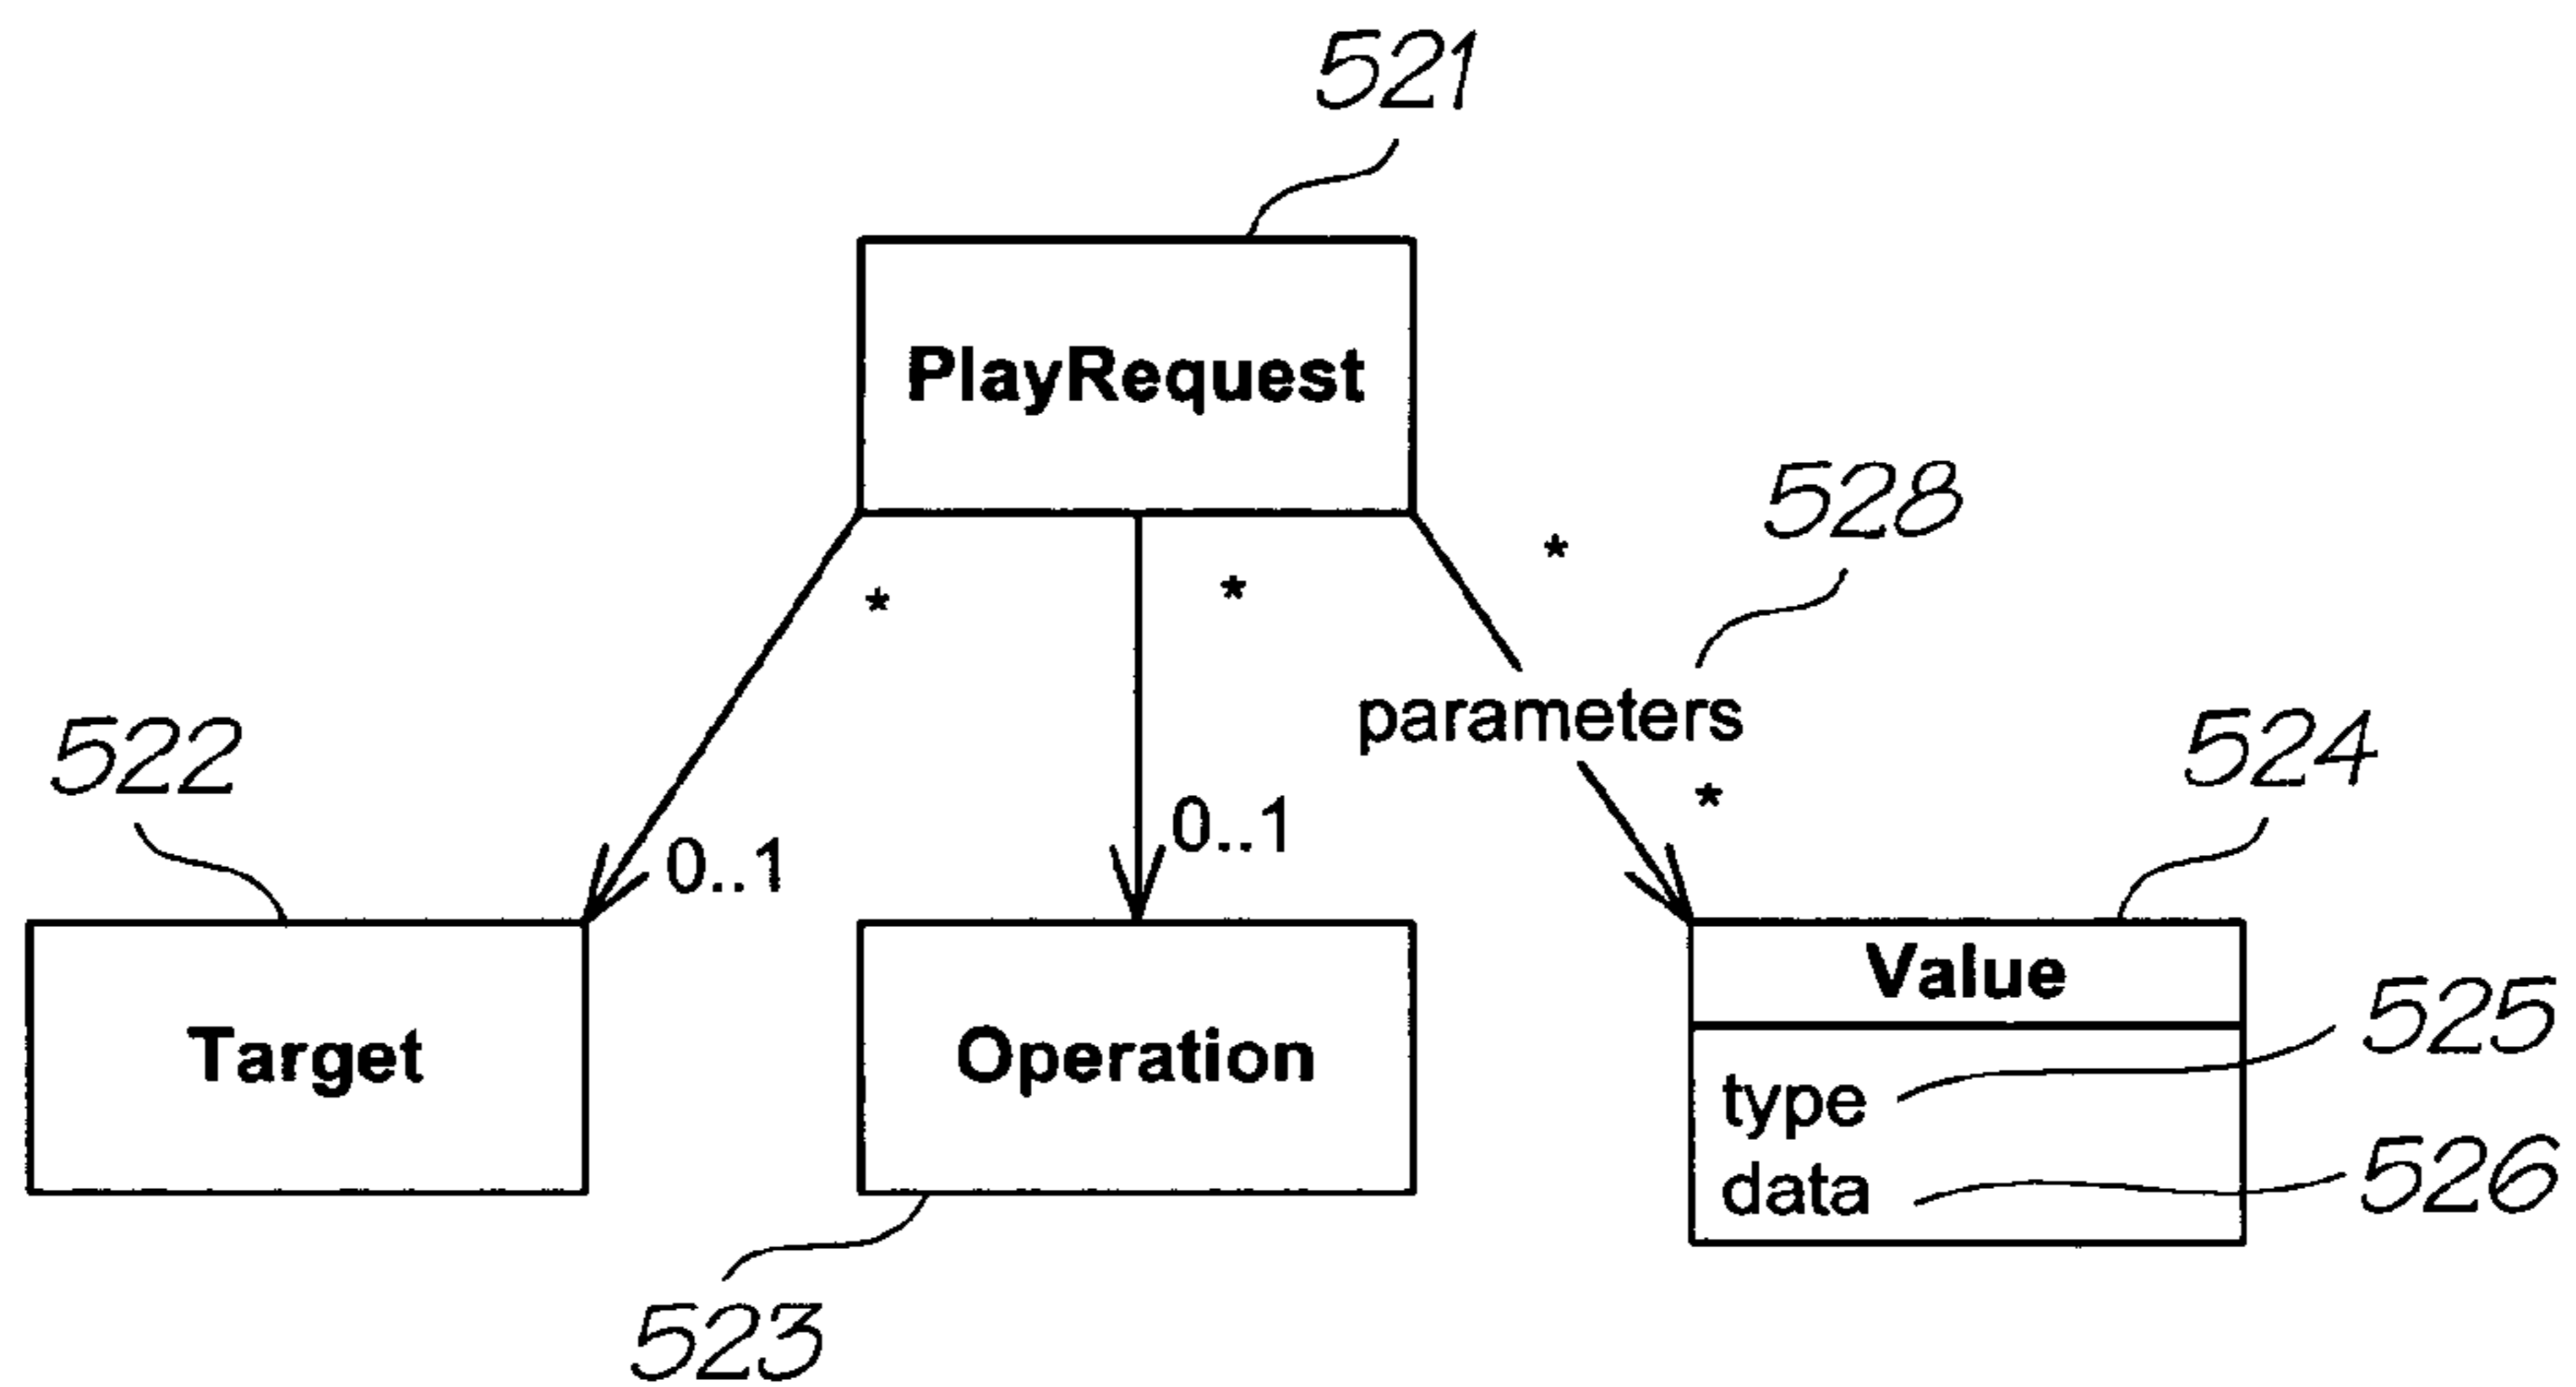 521
PlayRequest
528
*
*
*
parameters
522
524
*
0..1
0..1
Value
525
Target
Operation
type
data
526
523